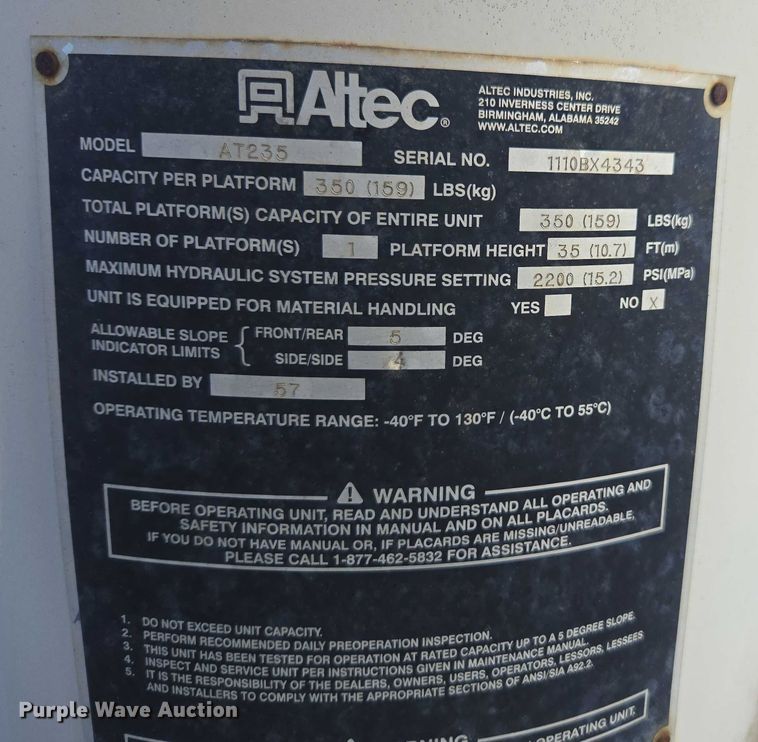 Altec®
ALTEC INDUSTRIES, INC.
210 INVERNESS CENTER DRIVE
BIRMINGHAM, ALABAMA 35242
WWW.ALTEC.COM
MODEL AT235 SERIAL NO. 1110BX4343
CAPACITY PER PLATFORM 350 (159) LBS(kg)
TOTAL PLATFORM(S) CAPACITY OF ENTIRE UNIT 350 (159) LBS(kg)
NUMBER OF PLATFORM(S) 1 PLATFORM HEIGHT 35 (10.7) FT(m)
MAXIMUM HYDRAULIC SYSTEM PRESSURE SETTING 2200 (15.2) PSI(MPa)
UNIT IS EQUIPPED FOR MATERIAL HANDLING YES NO X
ALLOWABLE SLOPE INDICATOR LIMITS
FRONT/REAR 5 DEG
SIDE/SIDE 4 DEG
INSTALLED BY 57
OPERATING TEMPERATURE RANGE: -40°F TO 130°F / (-40°C TO 55°C)
WARNING
BEFORE OPERATING UNIT, READ AND UNDERSTAND ALL OPERATING AND
SAFETY INFORMATION IN MANUAL AND ON ALL PLACARDS.
IF YOU DO NOT HAVE MANUAL OR, IF PLACARDS ARE MISSING/UNREADABLE,
PLEASE CALL 1-877-462-5832 FOR ASSISTANCE.
1. DO NOT EXCEED UNIT CAPACITY.
2. PERFORM RECOMMENDED DAILY PREOPERATION INSPECTION.
3. THIS UNIT HAS BEEN TESTED FOR OPERATION AT RATED CAPACITY UP TO A 5 DEGREE SLOPE.
4. INSPECT AND SERVICE UNIT PER INSTRUCTIONS GIVEN IN MAINTENANCE MANUAL.
5. IT IS THE RESPONSIBILITY OF THE DEALERS, OWNERS, USERS, OPERATORS, LESSORS, LESSEES
AND INSTALLERS TO COMPLY WITH THE APPROPRIATE SECTIONS OF ANSI/SIA A92.2.
WARNING
OPERATING UNIT,
Purple Wave Auction